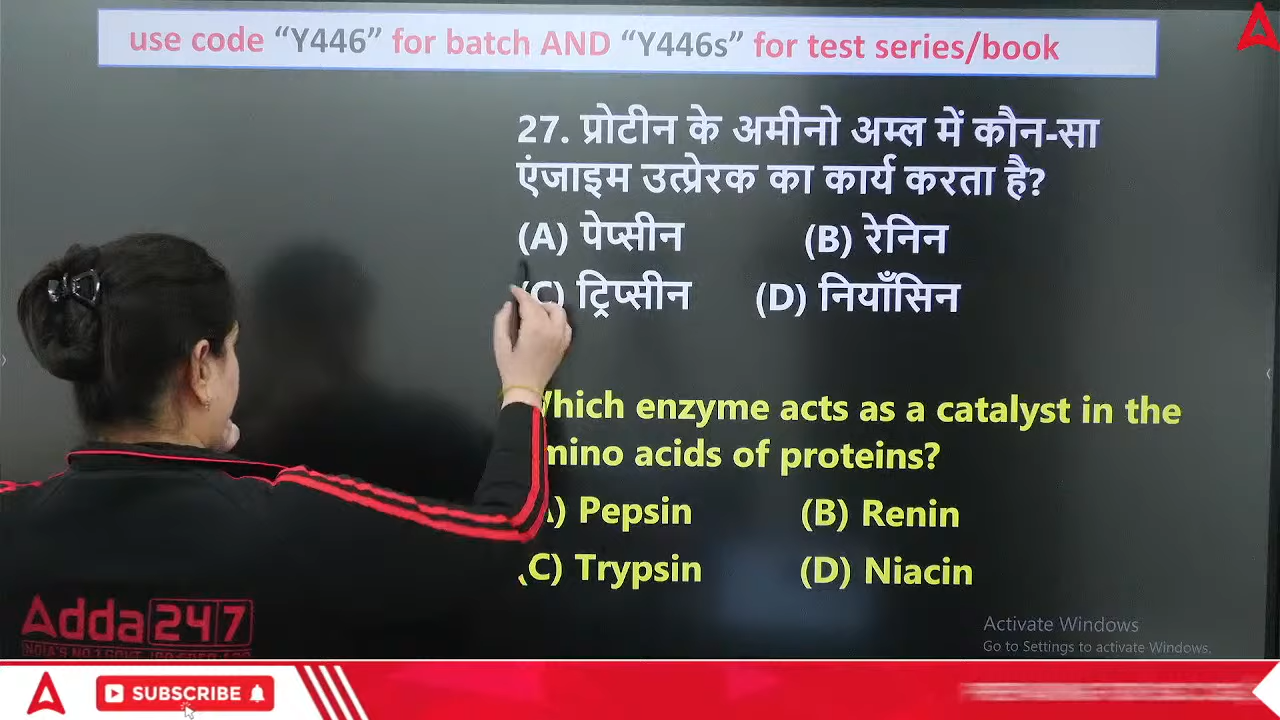 use code “Y446” for batch AND “Y446s” for test series/book
27. प्रोटीन के अमीनो अम्ल में कौन-सा
एंजाइम उत्प्रेरक का कार्य करता है?
(A) पेप्सीन (B) रेनिन
(C) ट्रिप्सीन (D) नियाँसिन
hich enzyme acts as a catalyst in the
mino acids of proteins?
) Pepsin (B) Renin
C) Trypsin (D) Niacin
Adda247
Activate Windows
Go to Settings to activate Windows.
SUBSCRIBE